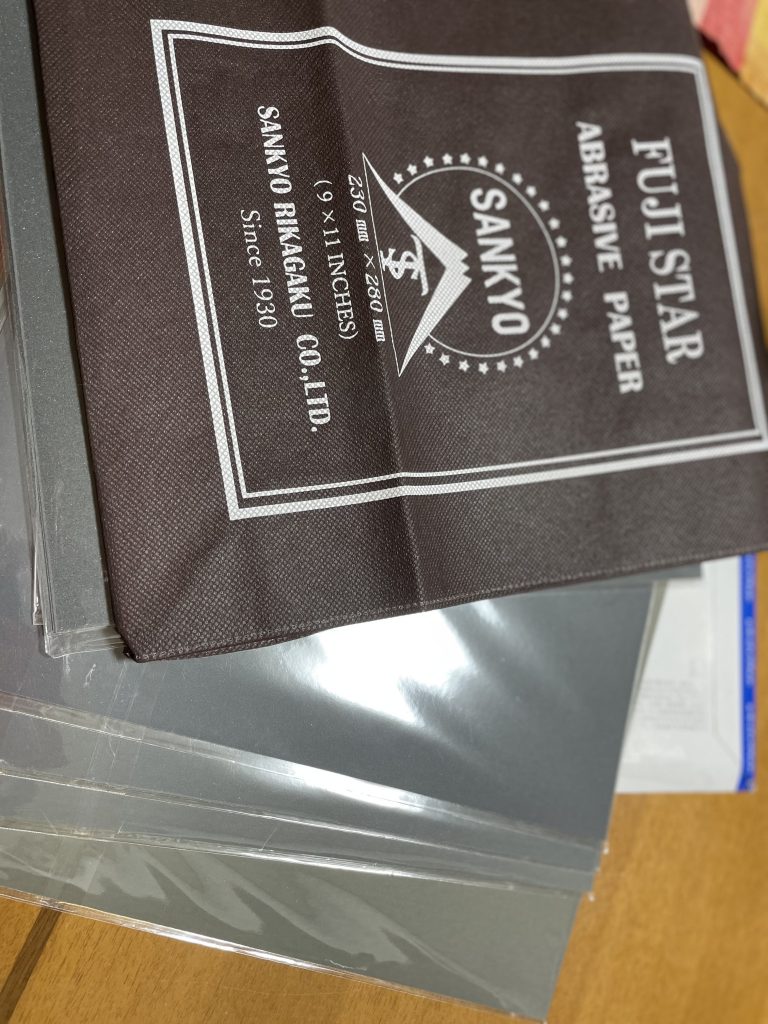 FUJI STAR
ABRASIVE PAPER
SANKYO
230 mm × 280 mm
(9×11 INCHES)
SANKYO RIKAGAKU CO.,LTD.
Since 1930